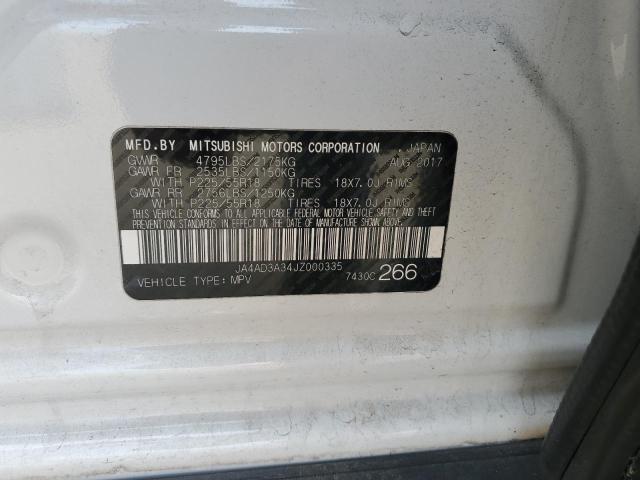 MFD.BY MITSUBISHI MOTORS CORPORATION . JAPAN
GVWR 4795LBS/2175KG AUG.2017
GAWR FR 2535LBS/1150KG
WITH P225/55R18 TIRES 18X7.0J RIMS
GAWR RR 2756LBS/1250KG
WITH P225/55R18 TIRES 18X7.0J RIMS
THIS VEHICLE CONFORMS TO ALL APPLICABLE FEDERAL MOTOR VEHICLE SAFETY AND THEFT
PREVENTION STANDARDS IN EFFECT ON THE DATE OF MANUFACTURE SHOWN ABOVE.
JA4AD3A34JZ000335
VEHICLE TYPE: MPV 7430C 266